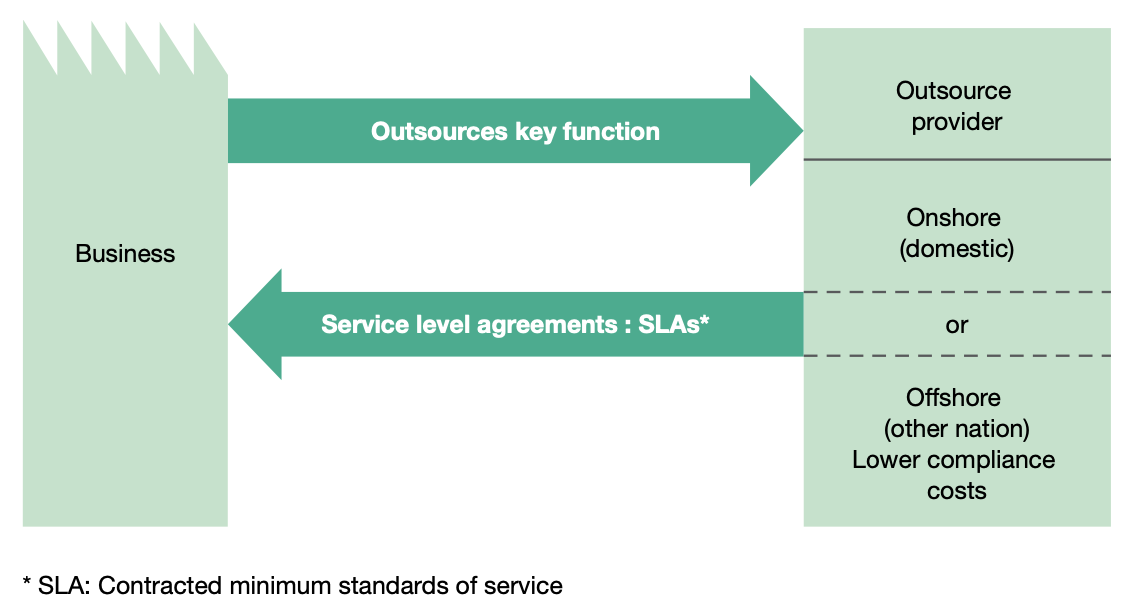 Outsource
provider
Outsources key function
Onshore
(domestic)
Business
Service level agreements : SLAs*
or
Offshore
(other nation)
Lower compliance
costs
* SLA: Contracted minimum standards of service